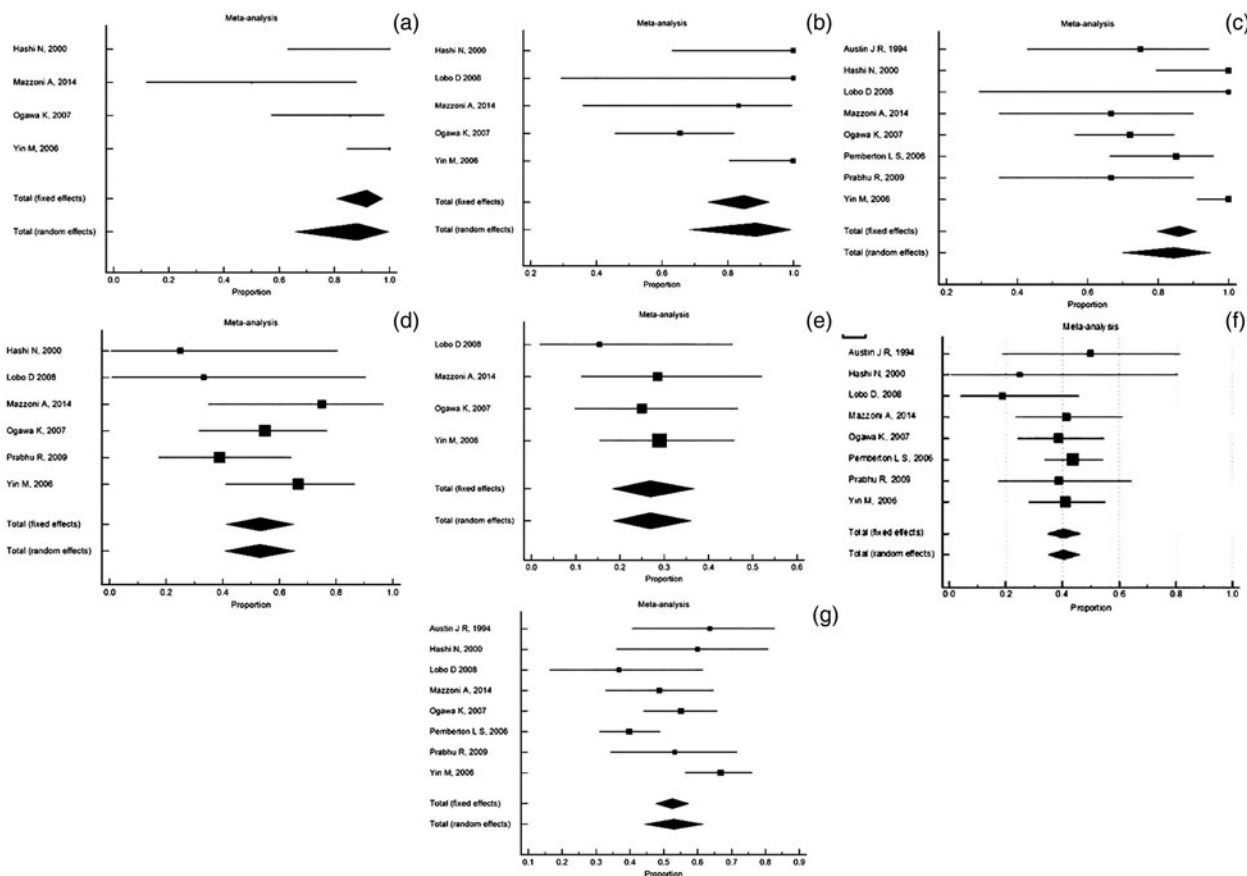 Meta-analysis
(a)
Hashi N, 2000
Mazzoni A, 2014
Ogawa K, 2007
Yin M, 2006
Total (fixed effects)
Total (random effects)
0.0 0.2 0.4 0.6 0.8 1.0
Proportion
Meta-analysis
(b)
Hashi N, 2000
Lobo D 2008
Mazzoni A, 2014
Ogawa K, 2007
Yin M, 2006
Total (fixed effects)
Total (random effects)
0.2 0.4 0.6 0.8 1.0
Proportion
Meta-analysis
(c)
Austin J R, 1994
Hashi N, 2000
Lobo D 2008
Mazzoni A, 2014
Ogawa K, 2007
Pemberton L S, 2006
Prabhu R, 2009
Yin M, 2006
Total (fixed effects)
Total (random effects)
0.2 0.4 0.6 0.8 1.0
Proportion
Meta-analysis
(d)
Hashi N, 2000
Lobo D 2008
Mazzoni A, 2014
Ogawa K, 2007
Prabhu R, 2009
Yin M, 2006
Total (fixed effects)
Total (random effects)
0.0 0.2 0.4 0.6 0.8 1.0
Proportion
Meta-analysis
(e)
Lobo D 2008
Mazzoni A, 2014
Ogawa K, 2007
Yin M, 2006
Total (fixed effects)
Total (random effects)
0.0 0.1 0.2 0.3 0.4 0.5 0.6
Proportion
Meta-analysis
(f)
Austin J R, 1994
Hashi N, 2000
Lobo D, 2008
Mazzoni A, 2014
Ogawa K. 2007
Pemberton L S, 2006
Prabhu R, 2009
Yin M, 2006
Total (fixed effects)
Total (random effects)
0.0 0.2 0.4 0.6 0.8 1.0
Proportion
Meta-analysis
(g)
Austin J R, 1994
Hashi N, 2000
Lobo D 2008
Mazzoni A, 2014
Ogawa K, 2007
Pemberton L S, 2006
Prabhu R, 2009
Yin M, 2006
Total (fixed effects)
Total (random effects)
0.1 0.2 0.3 0.4 0.5 0.6 0.7 0.8 0.9
Proportion